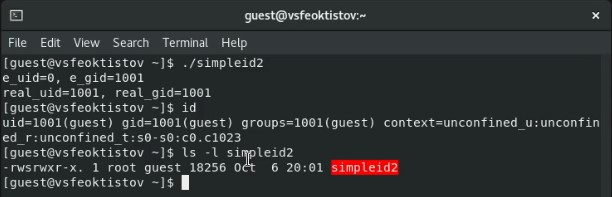 guest@vsfeoktistov:~
File Edit View Search Terminal Help
[guest@vsfeoktistov ~]$ ./simpleid2
e_uid=0, e_gid=1001
real_uid=1001, real_gid=1001
[guest@vsfeoktistov ~]$ id
uid=1001(guest) gid=1001(guest) groups=1001(guest) context=unconfined_u:unconfin
ed_r:unconfined_t:s0-s0:c0.c1023
[guest@vsfeoktistov ~]$ ls -l simpleid2
-rwsrwxr-x. 1 root guest 18256 Oct  6 20:01 simpleid2
[guest@vsfeoktistov ~]$